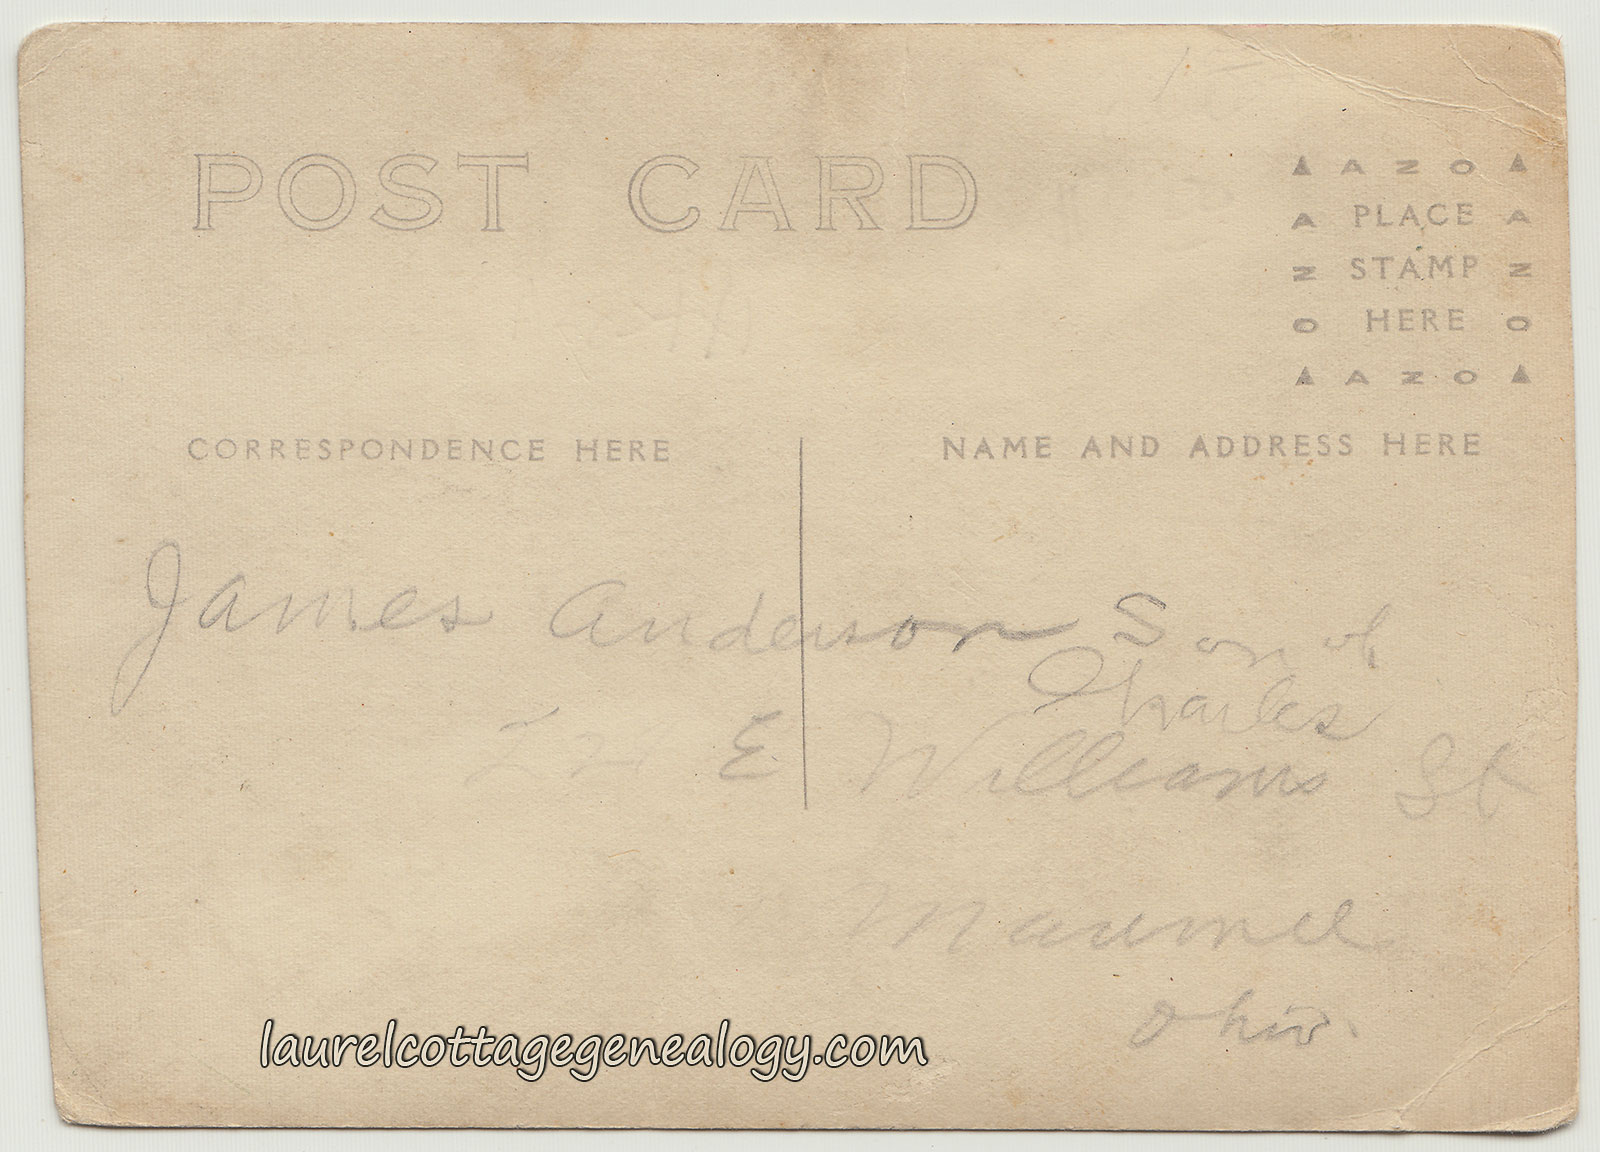 POST CARD
▲ A Z O ▲
A PLACE A
N STAMP N
O HERE O
▲ A Z O ▲
CORRESPONDENCE HERE
NAME AND ADDRESS HERE
James Anderson Son of
Charles
E Williams St
Maumee
Ohio.
laurelcottagegenealogy.com